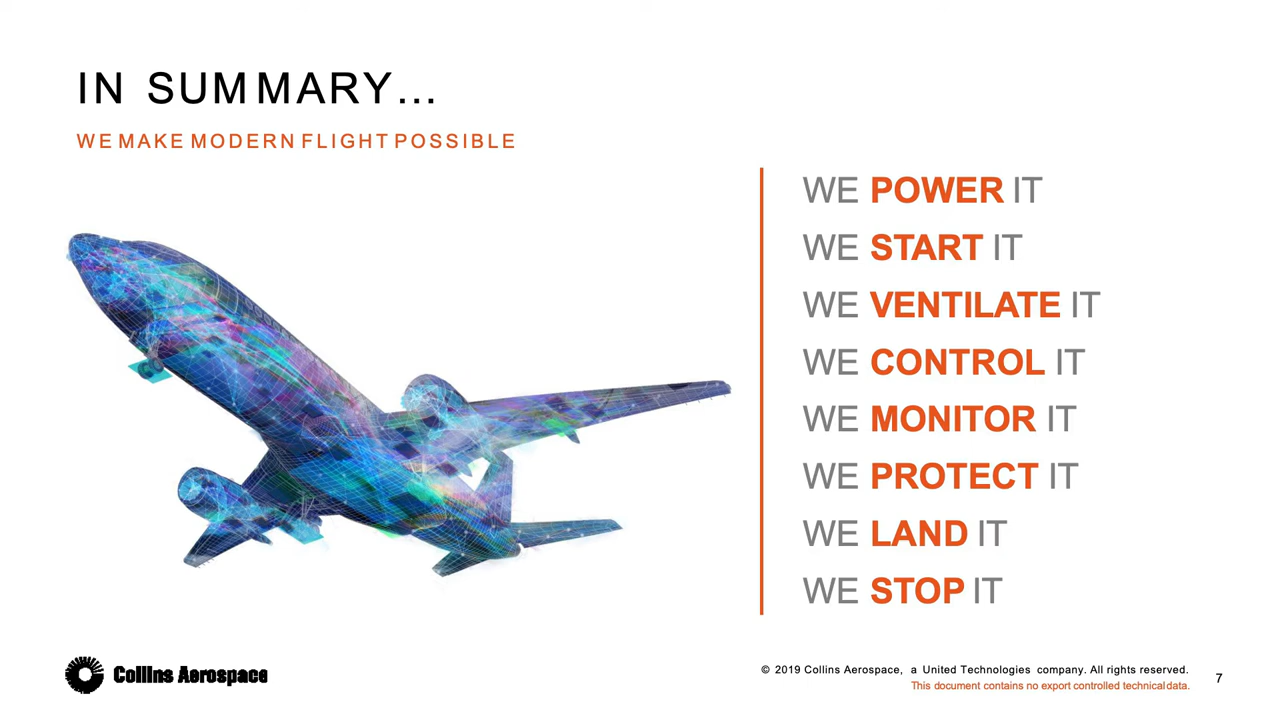 IN SUMMARY...
WE MAKE MODERN FLIGHT POSSIBLE
WE POWER IT
WE START IT
WE VENTILATE IT
WE CONTROL IT
WE MONITOR IT
WE PROTECT IT
WE LAND IT
WE STOP IT
Collins Aerospace
© 2019 Collins Aerospace, a United Technologies company. All rights reserved.
This document contains no export controlled technical data.
7